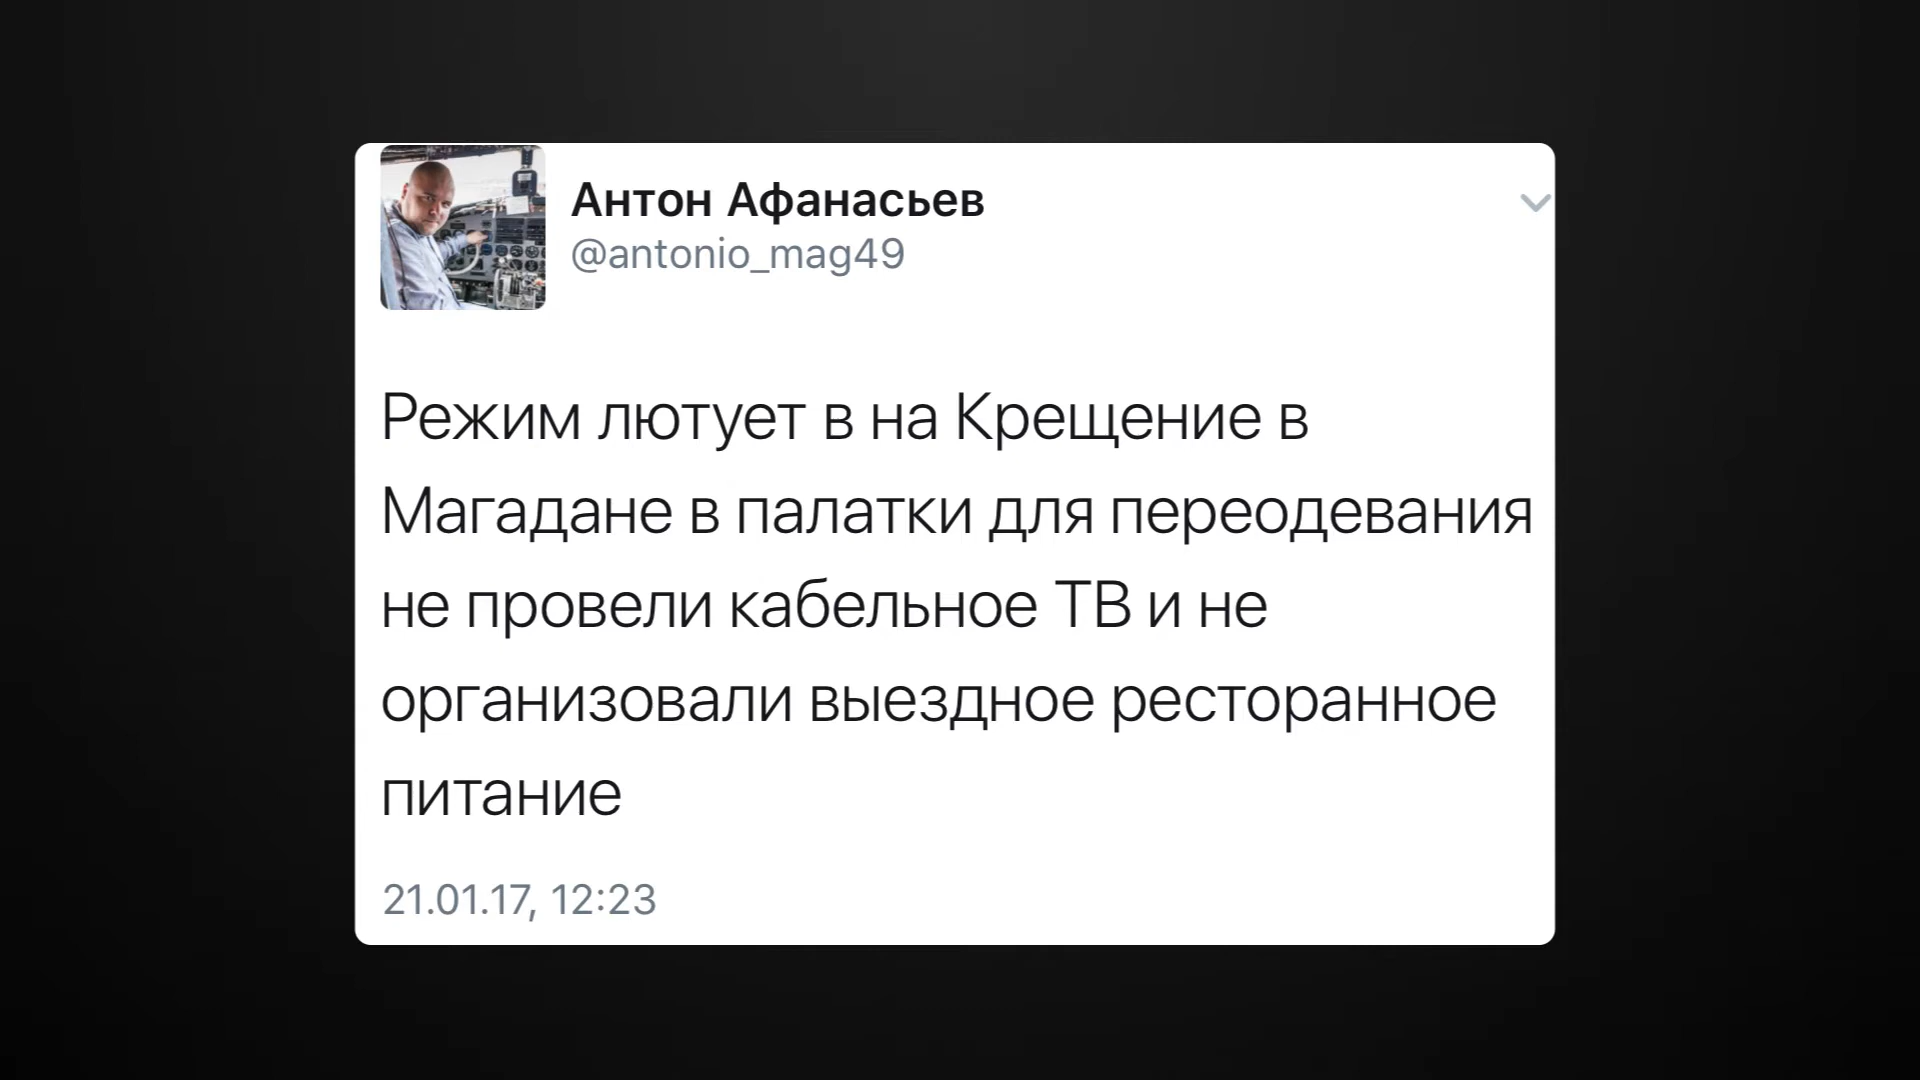 Антон Афанасьев
@antonio_mag49
Режим лютует в на Крещение в
Магадане в палатки для переодевания
не провели кабельное ТВ и не
организовали выездное ресторанное
питание
21.01.17, 12:23